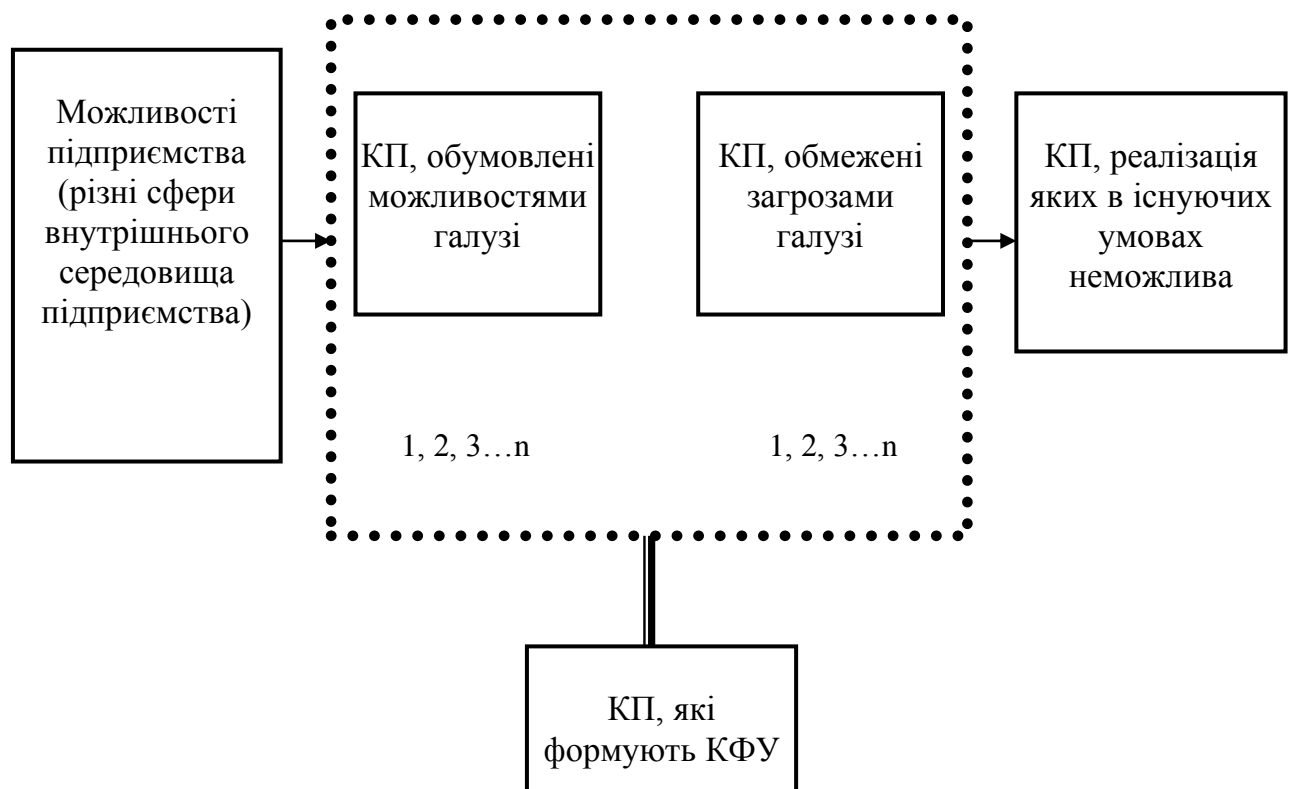 Можливості
підприємства
(різні сфери
внутрішнього
середовища
підприємства)
КП, обумовлені
можливостями
галузі
КП, обмежені
загрозами
галузі
КП, реалізація
яких в існуючих
умовах
неможлива
1, 2, 3…n
1, 2, 3…n
КП, які
формують КФУ